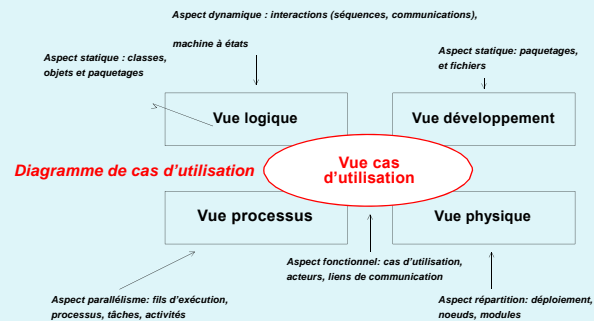 Aspect dynamique : interactions (séquences, communications),
machine à états
Aspect statique : classes,
objets et paquetages
Aspect statique: paquetages,
et fichiers
Vue logique
Vue développement
Diagramme de cas d'utilisation
Vue cas
d'utilisation
Vue processus
Vue physique
Aspect fonctionnel: cas d'utilisation,
acteurs, liens de communication
Aspect parallélisme: fils d'exécution,
processus, tâches, activités
Aspect répartition: déploiement,
noeuds, modules